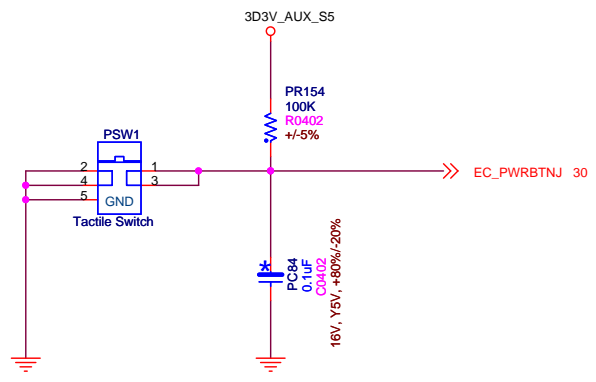 3D3V_AUX_S5
PR154
100K
R0402
+/-5%
PSW1
2
1
4
3
5
GND
Tactile Switch
EC_PWRBTNJ 30
*
PC84
0.1uF
C0402
16V, Y5V, +80%/-20%